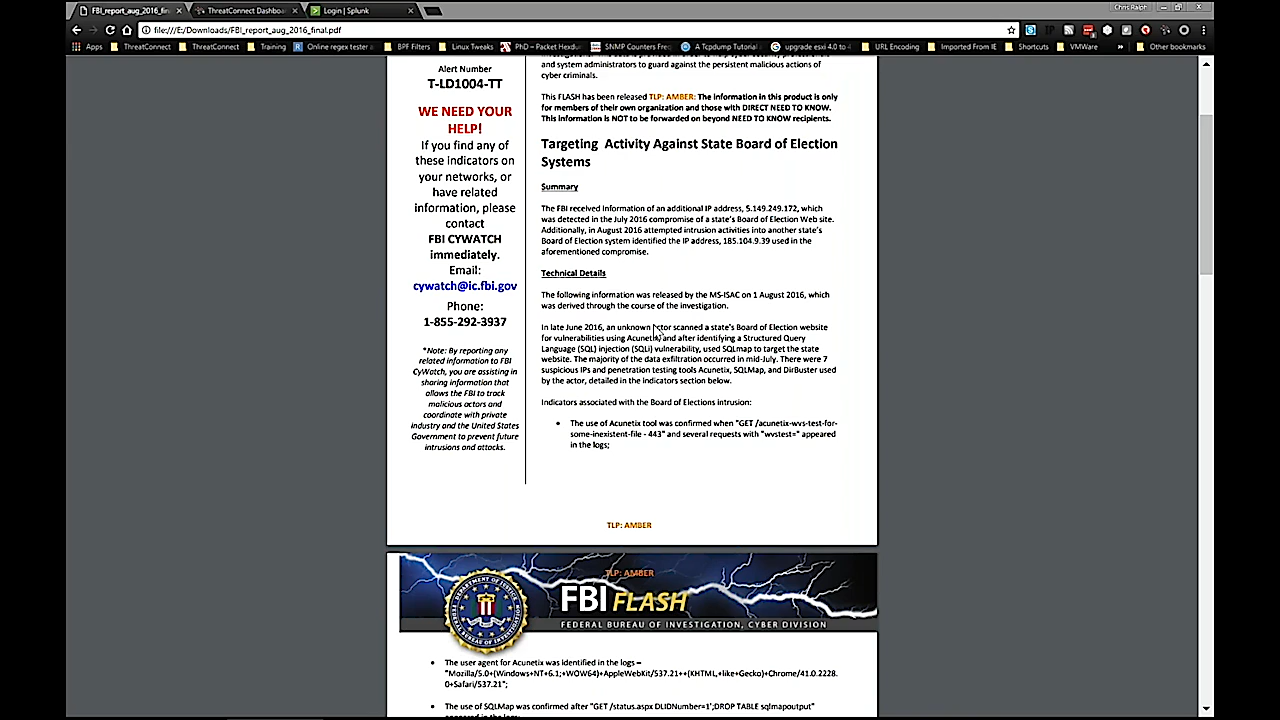 FBI_report_aug_2016_fin
ThreatConnect Dashboa
Login | Splunk
Chris Ralph
file:///E:/Downloads/FBI_report_aug_2016_final.pdf
Apps
ThreatConnect
ThreatConnect
Training
Online regex tester a
BPF Filters
Linux Tweaks
PhD – Packet Hexdum
SNMP Counters Freq
A Tcpdump Tutorial
upgrade esxi 4.0 to 4
URL Encoding
Imported From IE
Shortcuts
VMWare
Other bookmarks
and system administrators to guard against the persistent malicious actions of
cyber criminals.
This FLASH has been released TLP: AMBER: The information in this product is only
for members of their own organization and those with DIRECT NEED TO KNOW.
This information is NOT to be forwarded on beyond NEED TO KNOW recipients.
Alert Number
T-LD1004-TT
WE NEED YOUR
HELP!
If you find any of
these indicators on
your networks, or
have related
information, please
contact
FBI CYWATCH
immediately.
Email:
cywatch@ic.fbi.gov
Phone:
1-855-292-3937
*Note: By reporting any
related information to FBI
CyWatch, you are assisting in
sharing information that
allows the FBI to track
malicious actors and
coordinate with private
industry and the United States
Government to prevent future
intrusions and attacks.
Targeting Activity Against State Board of Election
Systems
Summary
The FBI received information of an additional IP address, 5.149.249.172, which
was detected in the July 2016 compromise of a state's Board of Election Web site.
Additionally, in August 2016 attempted intrusion activities into another state's
Board of Election system identified the IP address, 185.104.9.39 used in the
aforementioned compromise.
Technical Details
The following information was released by the MS-ISAC on 1 August 2016, which
was derived through the course of the investigation.
In late June 2016, an unknown actor scanned a state's Board of Election website
for vulnerabilities using Acunetix, and after identifying a Structured Query
Language (SQL) injection (SQLi) vulnerability, used SQLmap to target the state
website. The majority of the data exfiltration occurred in mid-July. There were 7
suspicious IPs and penetration testing tools Acunetix, SQLMap, and DirBuster used
by the actor, detailed in the indicators section below.
Indicators associated with the Board of Elections intrusion:
• The use of Acunetix tool was confirmed when "GET /acunetix-wvs-test-for-
some-inexistent-file - 443" and several requests with "wvstest=" appeared
in the logs;
TLP: AMBER
TLP: AMBER
FBI FLASH
FEDERAL BUREAU OF INVESTIGATION, CYBER DIVISION
• The user agent for Acunetix was identified in the logs –
"Mozilla/5.0+(Windows+NT+6.1;+WOW64)+AppleWebKit/537.21++(KHTML,+like+Gecko)+Chrome/41.0.2228.
0+Safari/537.21";
• The use of SQLMap was confirmed after "GET /status.aspx DLIDNumber=1';DROP TABLE sqlmapoutput"